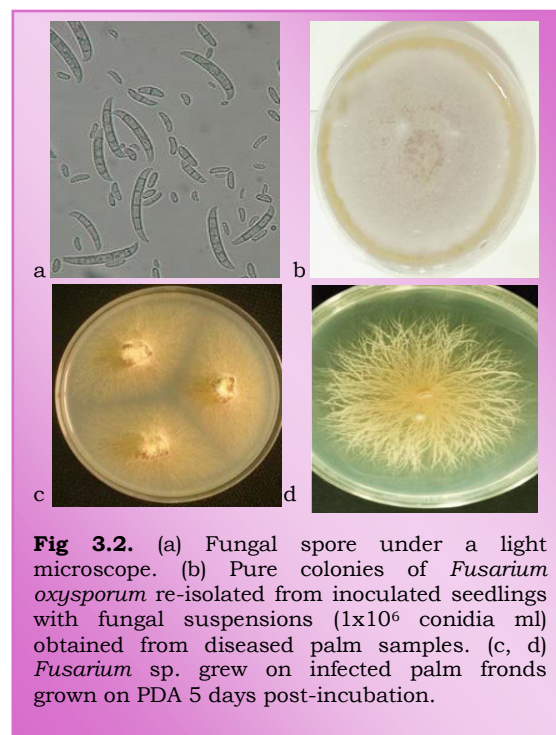 a
b
c
d
Fig 3.2. (a) Fungal spore under a light
microscope. (b) Pure colonies of Fusarium
oxysporum re-isolated from inoculated seedlings
with fungal suspensions (1x10⁶ conidia ml)
obtained from diseased palm samples. (c, d)
Fusarium sp. grew on infected palm fronds
grown on PDA 5 days post-incubation.